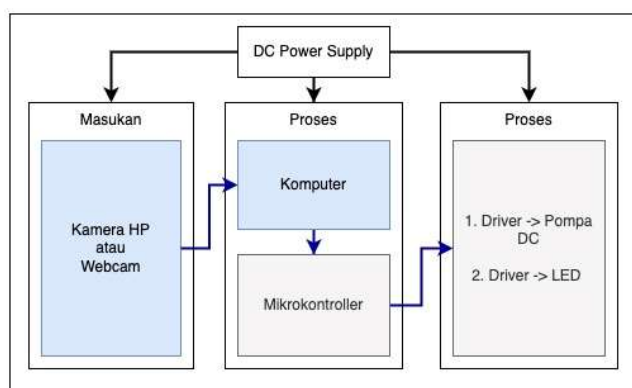 DC Power Supply
Masukan
Kamera HP
atau
Webcam
Proses
Komputer
Mikrokontroller
Proses
1. Driver -> Pompa
DC
2. Driver -> LED